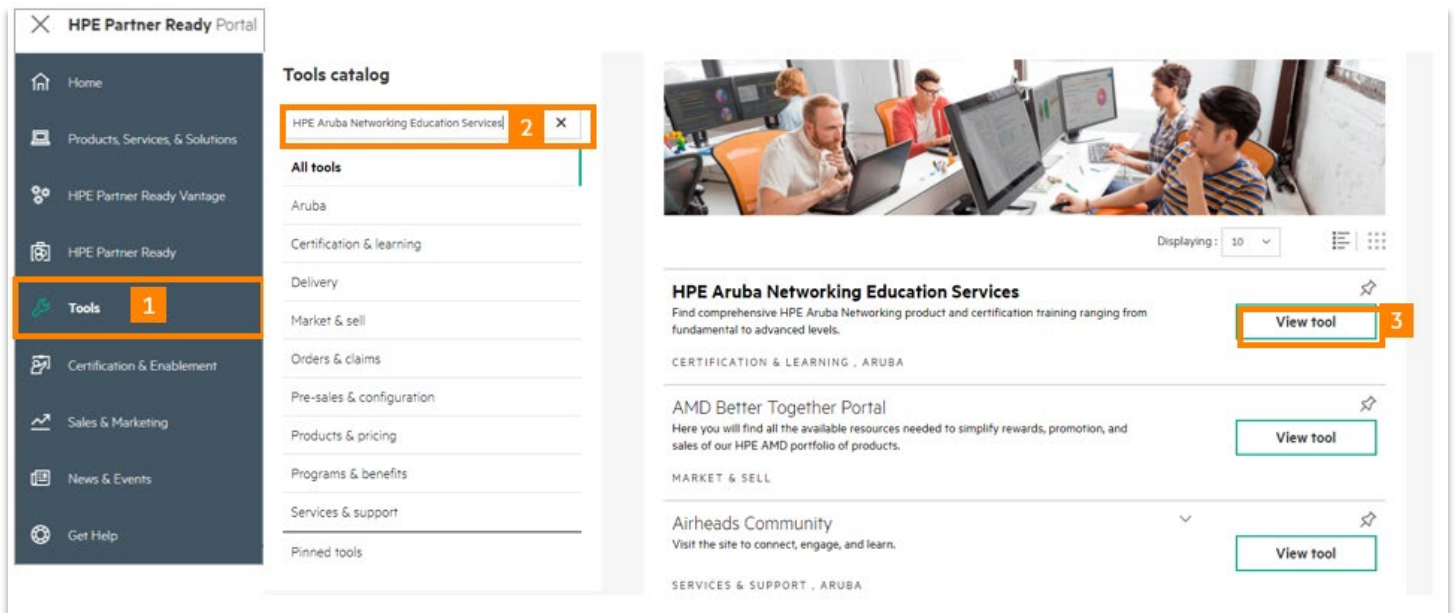 HPE Partner Ready Portal
Home
Products, Services, & Solutions
HPE Partner Ready Vantage
HPE Partner Ready
Tools
1
Certification & Enablement
Sales & Marketing
News & Events
Get Help
Tools catalog
HPE Aruba Networking Education Services
2
All tools
Aruba
Certification & learning
Delivery
Market & sell
Orders & claims
Pre-sales & configuration
Products & pricing
Programs & benefits
Services & support
Pinned tools
Displaying : 10
HPE Aruba Networking Education Services
Find comprehensive HPE Aruba Networking product and certification training ranging from
fundamental to advanced levels.
CERTIFICATION & LEARNING , ARUBA
View tool
3
AMD Better Together Portal
Here you will find all the available resources needed to simplify rewards, promotion, and
sales of our HPE AMD portfolio of products.
MARKET & SELL
View tool
Airheads Community
Visit the site to connect, engage, and learn.
SERVICES & SUPPORT , ARUBA
View tool